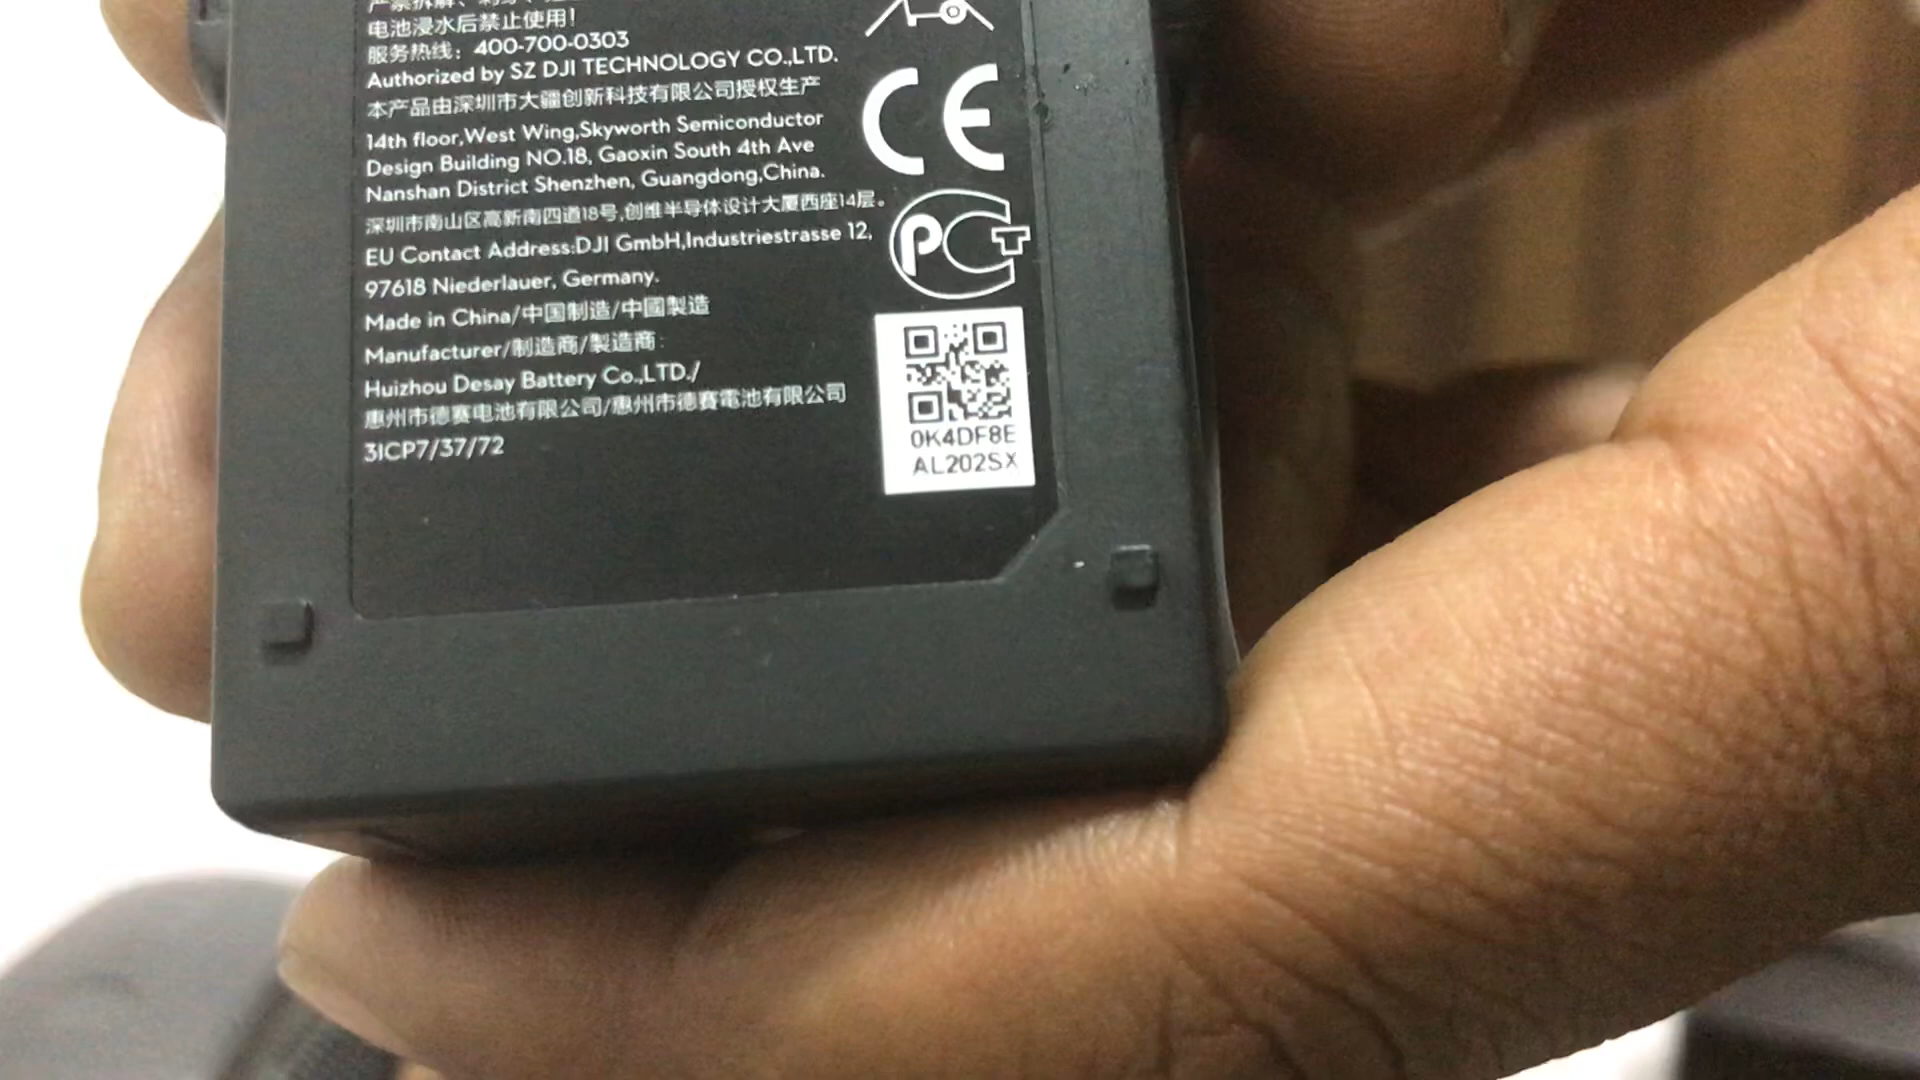 电池浸水后禁止使用!
服务热线: 400-700-0303
Authorized by SZ DJI TECHNOLOGY CO.,LTD.
本产品由深圳市大疆创新科技有限公司授权生产
14th floor,West Wing,Skyworth Semiconductor
Design Building NO.18, Gaoxin South 4th Ave
Nanshan District Shenzhen, Guangdong,China.
深圳市南山区高新南四道18号,创维半导体设计大厦西座14层。
EU Contact Address:DJI GmbH,Industriestrasse 12,
97618 Niederlauer, Germany.
Made in China/中国制造/中國製造
Manufacturer/制造商/製造商:
Huizhou Desay Battery Co.,LTD./
惠州市德赛电池有限公司/惠州市德賽電池有限公司
3ICP7/37/72
CE
PCT
0K4DF8E
AL202SX